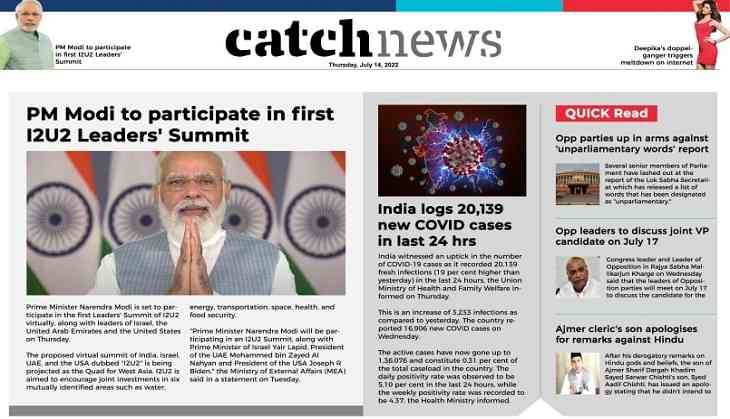 PM Modi to participate
in first I2U2 Leaders'
Summit
catchnews
Thursday, July 14, 2022
Deepika's doppel-
ganger triggers
meltdown on internet
PM Modi to participate in first
I2U2 Leaders' Summit
Prime Minister Narendra Modi is set to par-
ticipate in the first Leaders' Summit of I2U2
virtually, along with leaders of Israel, the
United Arab Emirates and the United States
on Thursday.
The proposed virtual summit of India, Israel,
UAE, and the USA dubbed "I2U2" is being
projected as the Quad for West Asia. I2U2 is
aimed to encourage joint investments in six
mutually identified areas such as water,
energy, transportation, space, health, and
food security.
"Prime Minister Narendra Modi will be par-
ticipating in an I2U2 Summit, along with
Prime Minister of Israel Yair Lapid, President
of the UAE Mohammed bin Zayed Al
Nahyan and President of the USA Joseph R
Biden," the Ministry of External Affairs (MEA)
said in a statement on Tuesday.
India logs 20,139
new COVID cases
in last 24 hrs
India witnessed an uptick in the number
of COVID-19 cases as it recorded 20,139
fresh infections (19 per cent higher than
yesterday) in the last 24 hours, the Union
Ministry of Health and Family Welfare in-
formed on Thursday.
This is an increase of 3,233 infections as
compared to yesterday. The country re-
ported 16,906 new COVID cases on
Wednesday.
The active cases have now gone up to
1,36,076 and constitute 0.31 per cent of
the total caseload in the country. The
daily positivity rate was observed to be
5.10 per cent in the last 24 hours, while
the weekly positivity rate was recorded to
be 4.37, the Health Ministry informed.
QUICK Read
Opp parties up in arms against
'unparliamentary words' report
Several senior members of Parlia-
ment have lashed out at the
report of the Lok Sabha Secretari-
at which has released a list of
words that has been designated
as "unparliamentary."
Opp leaders to discuss joint VP
candidate on July 17
Congress leader and Leader of
Opposition in Rajya Sabha Mal-
likarjun Kharge on Wednesday
said that the leaders of Opposi-
tion parties will meet on July 17
to discuss the candidate for the
Ajmer cleric's son apologises
for remarks against Hindu
After his derogatory remarks on
Hindu gods and beliefs, the son of
Ajmer Sharif Dargah Khadim
Sayed Sarwar Chishti's son, Syed
Aadil Chishti, has issued an apolo-
gy stating that he didn't intend to